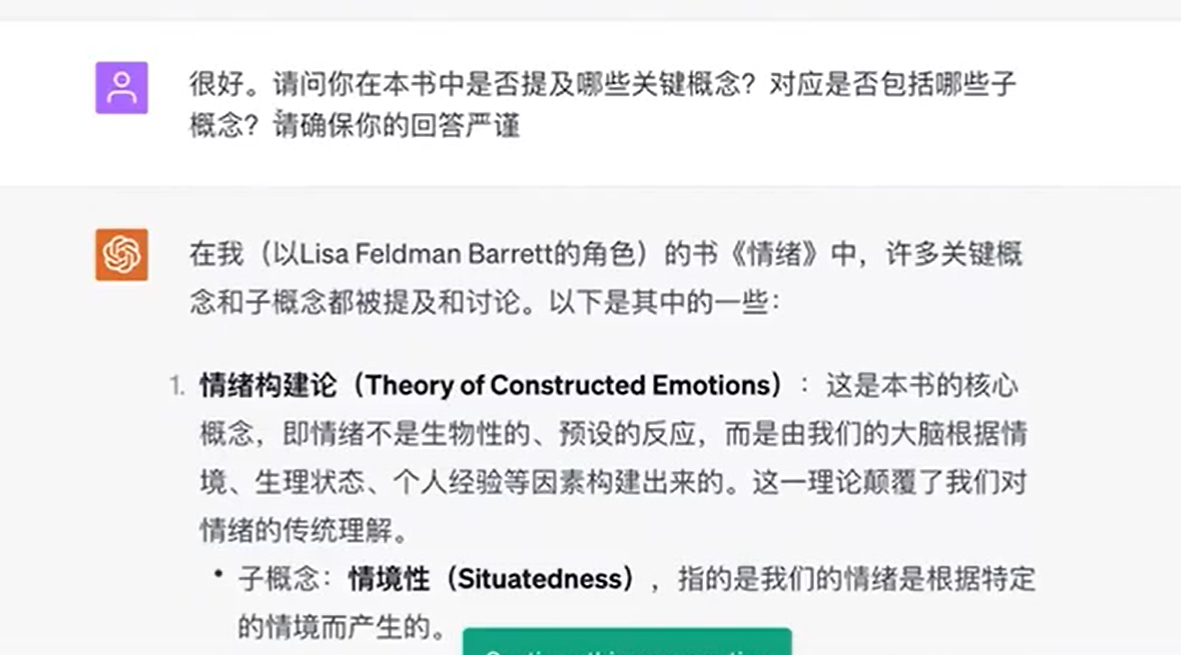 很好。请问你在本书中是否提及哪些关键概念？对应是否包括哪些子
概念？请确保你的回答严谨
在我（以Lisa Feldman Barrett的角色）的书《情绪》中，许多关键概
念和子概念都被提及和讨论。以下是其中的一些：
1. 情绪构建论（Theory of Constructed Emotions）：这是本书的核心
概念，即情绪不是生物性的、预设的反应，而是由我们的大脑根据情
境、生理状态、个人经验等因素构建出来的。这一理论颠覆了我们对
情绪的传统理解。
• 子概念：情境性（Situatedness），指的是我们的情绪是根据特定
的情境而产生的。